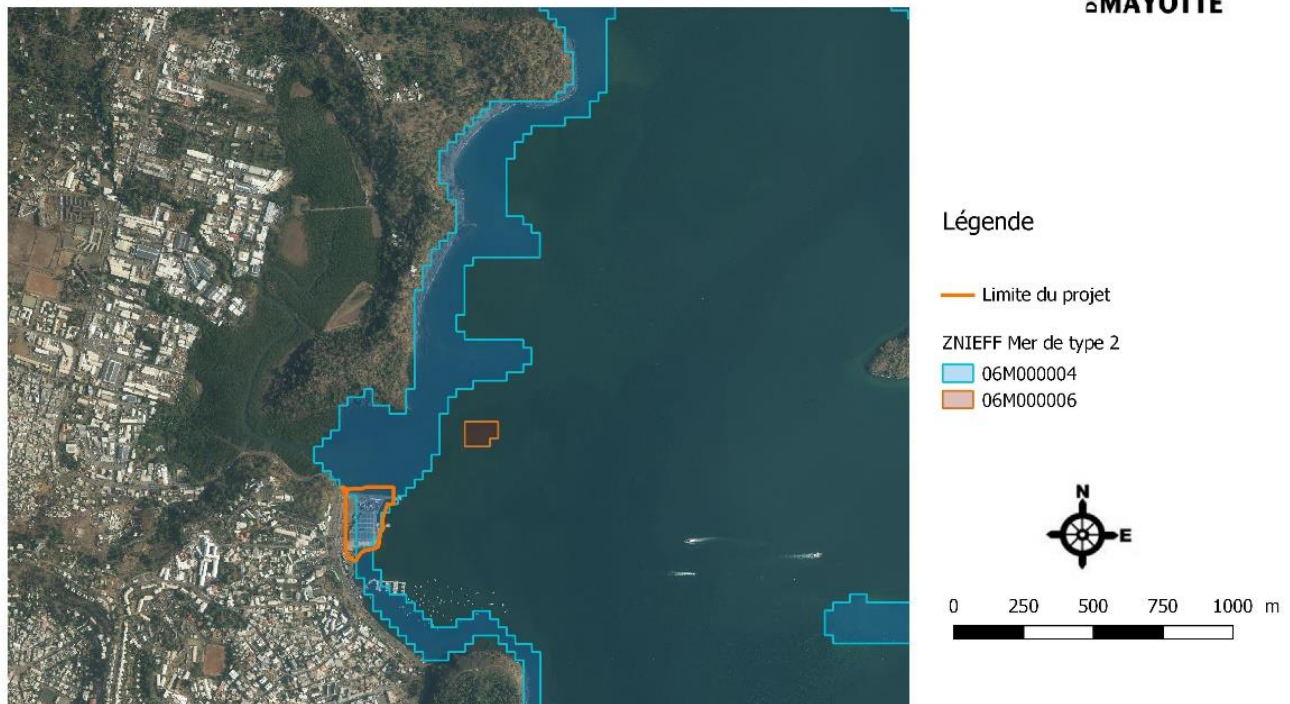 MAYOTTE
Légende
Limite du projet
ZNIEFF Mer de type 2
06M000004
06M000006
N
E
0 250 500 750 1000 m